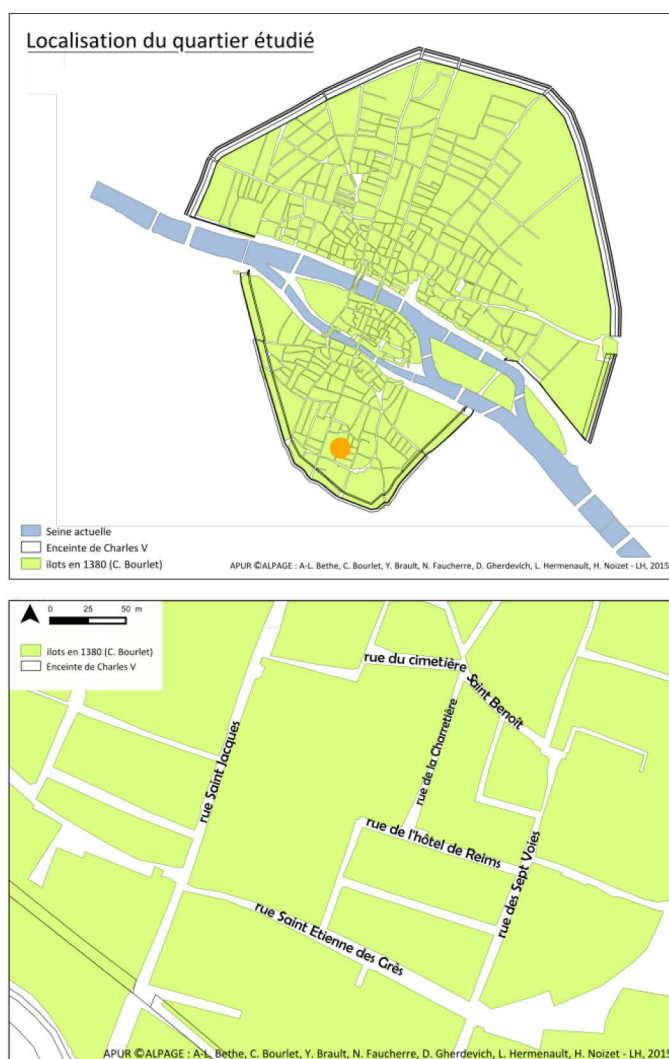 Localisation du quartier étudié
Seine actuelle
Enceinte de Charles V
ilots en 1380 (C. Bourlet)
APUR ©ALPAGE : A-L. Bethe, C. Bourlet, Y. Brault, N. Faucherre, D. Gherdevich, L. Hermenault, H. Noizet - LH, 2015
0 25 50 m
ilots en 1380 (C. Bourlet)
Enceinte de Charles V
rue du cimetière Saint Benoît
rue Saint Jacques
rue de la Charretière
rue de l'hôtel de Reims
rue des Sept Voies
rue Saint Etienne des Grès
APUR ©ALPAGE : A-L. Bethe, C. Bourlet, Y. Brault, N. Faucherre, D. Gherdevich, L. Hermenault, H. Noizet - LH, 2015